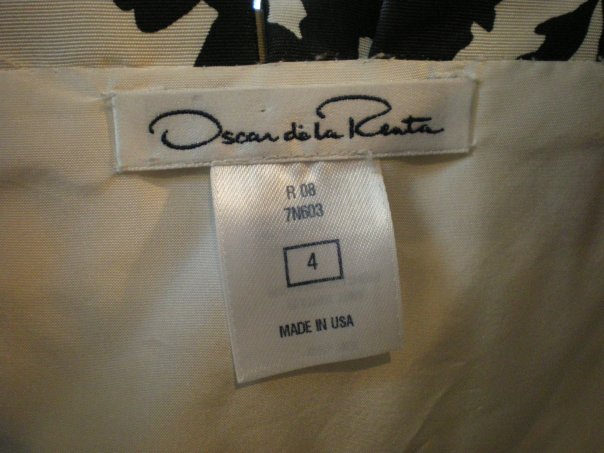 Oscar de la Renta
R 08
7N603
4
MADE IN USA